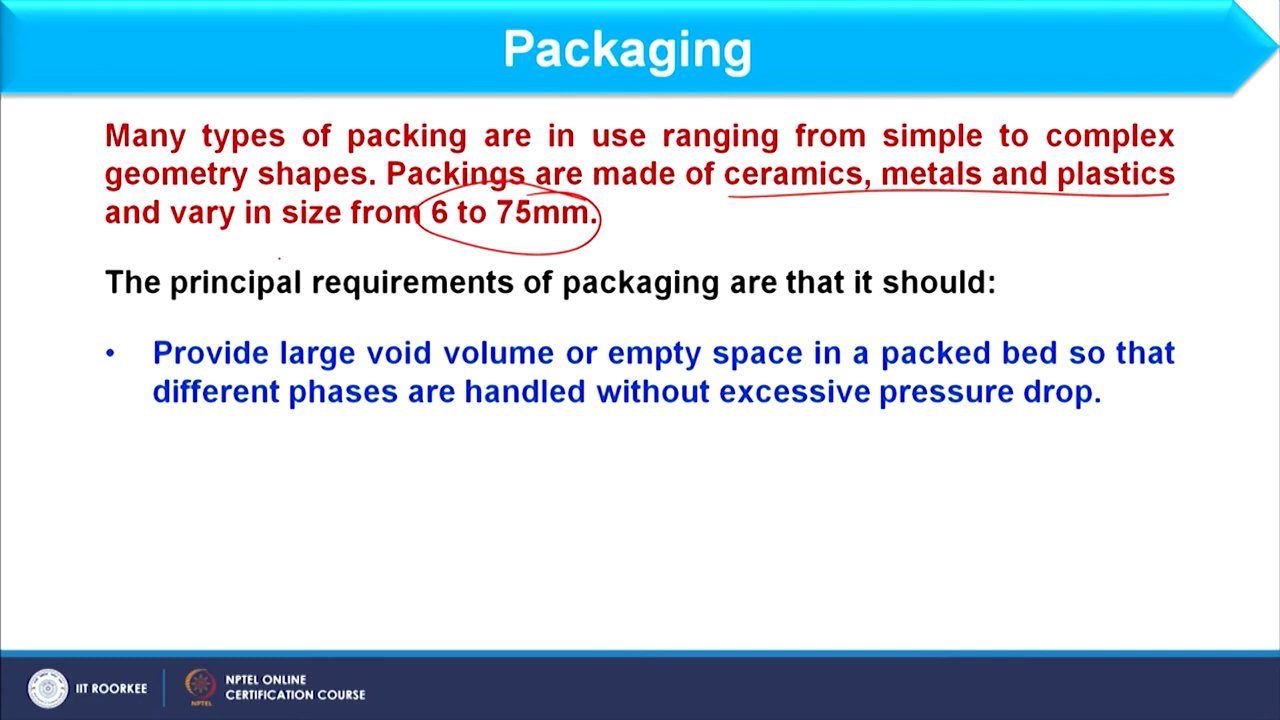 Packaging
Many types of packing are in use ranging from simple to complex
geometry shapes. Packings are made of ceramics, metals and plastics
and vary in size from 6 to 75mm.
The principal requirements of packaging are that it should:
• Provide large void volume or empty space in a packed bed so that
different phases are handled without excessive pressure drop.
IIT ROORKEE
NPTEL
NPTEL ONLINE
CERTIFICATION COURSE